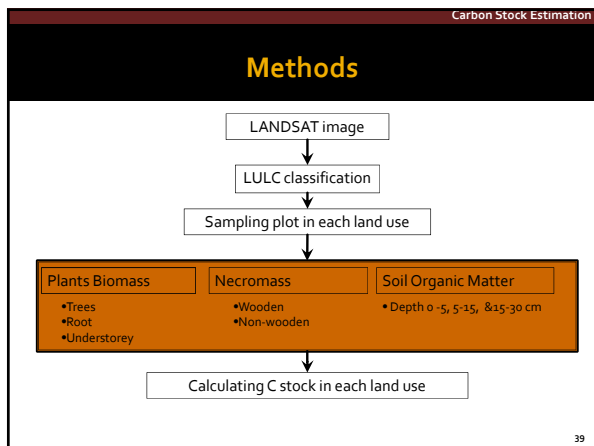 Carbon Stock Estimation
Methods
LANDSAT image
LULC classification
Sampling plot in each land use
Plants Biomass
•Trees
•Root
•Understorey
Necromass
•Wooden
•Non-wooden
Soil Organic Matter
• Depth 0 -5, 5-15, &15-30 cm
Calculating C stock in each land use
39